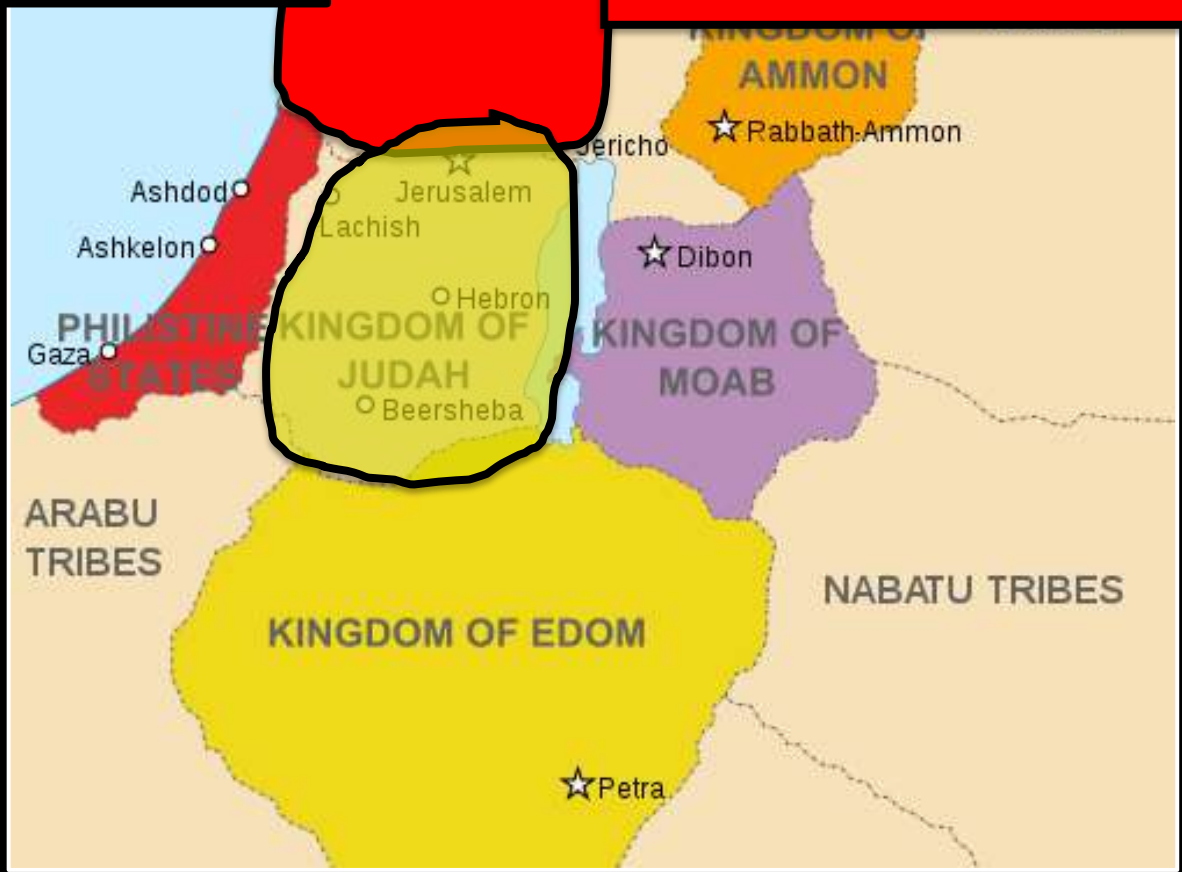 KINGDOM OF
AMMON
Rabbath-Ammon
Jericho
Ashdod
Jerusalem
Lachish
Ashkelon
Dibon
Hebron
PHILISTINE
STATES
KINGDOM OF
JUDAH
KINGDOM OF
MOAB
Gaza
Beersheba
ARABU
TRIBES
NABATU TRIBES
KINGDOM OF EDOM
Petra